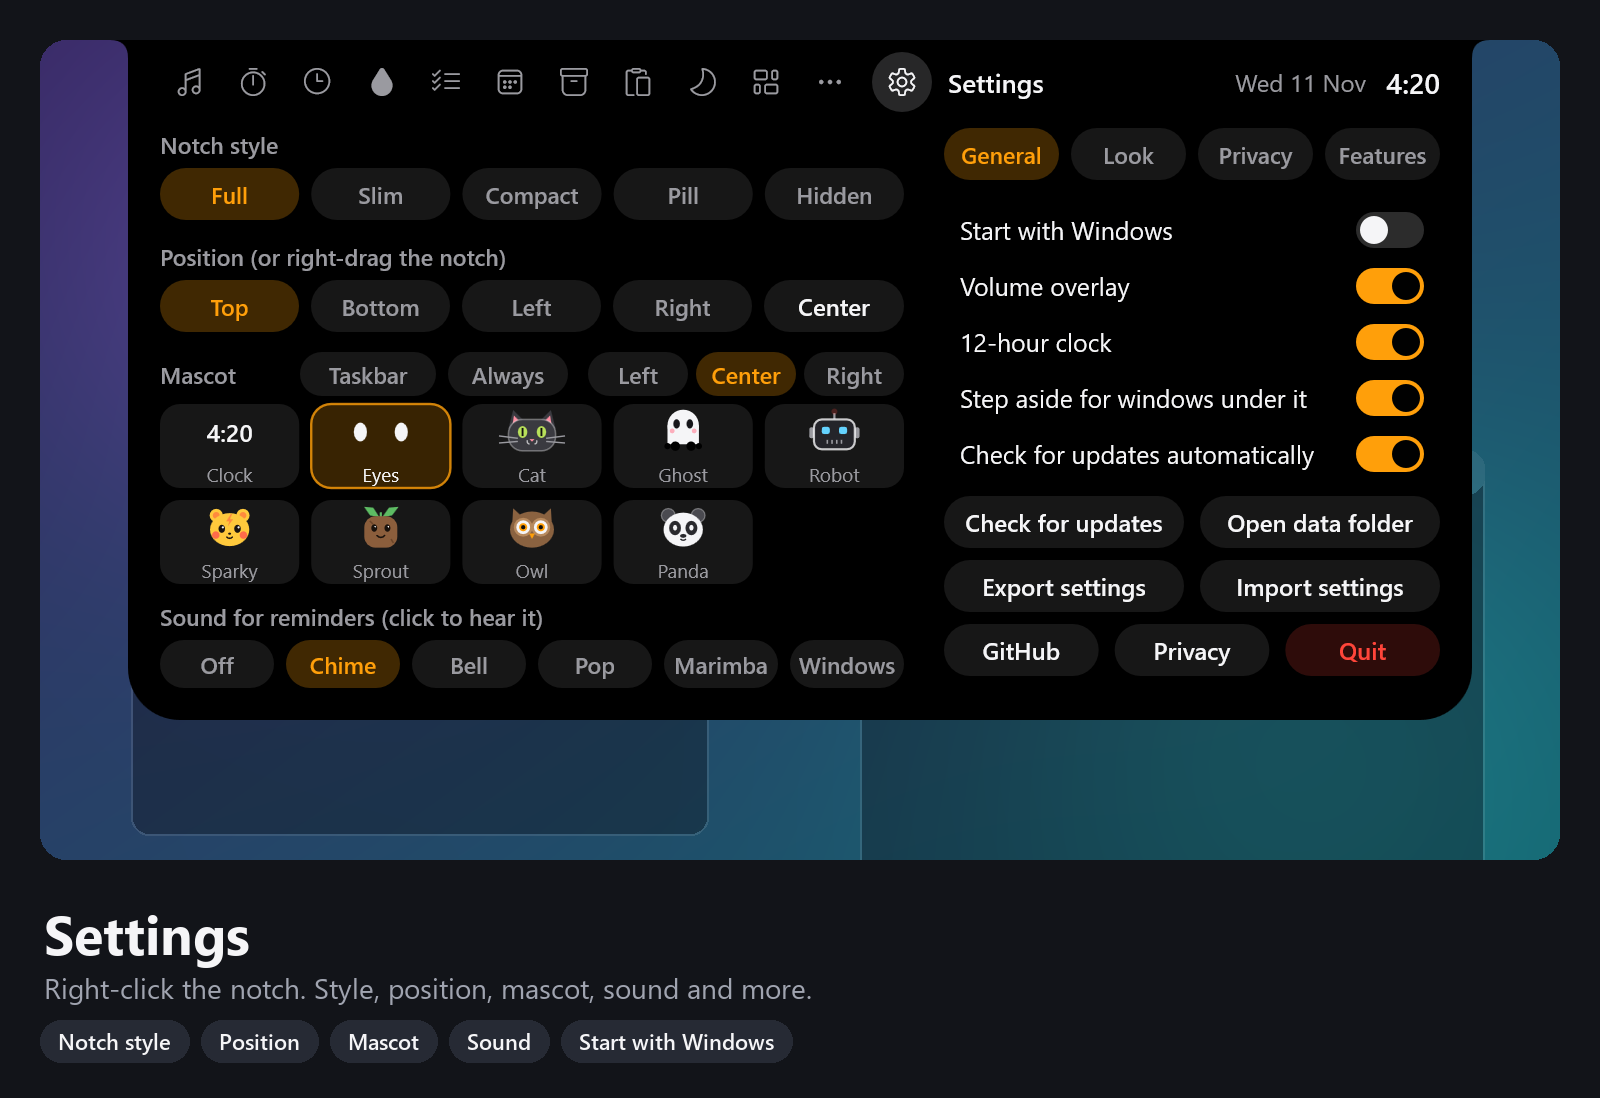 Settings
Wed 11 Nov 4:20
Notch style
Full Slim Compact Pill Hidden
Position (or right-drag the notch)
Top Bottom Left Right Center
Mascot Taskbar Always Left Center Right
4:20
Clock Eyes Cat Ghost Robot
Sparky Sprout Owl Panda
Sound for reminders (click to hear it)
Off Chime Bell Pop Marimba Windows
General Look Privacy Features
Start with Windows
Volume overlay
12-hour clock
Step aside for windows under it
Check for updates automatically
Check for updates Open data folder
Export settings Import settings
GitHub Privacy Quit
Settings
Right-click the notch. Style, position, mascot, sound and more.
Notch style Position Mascot Sound Start with Windows